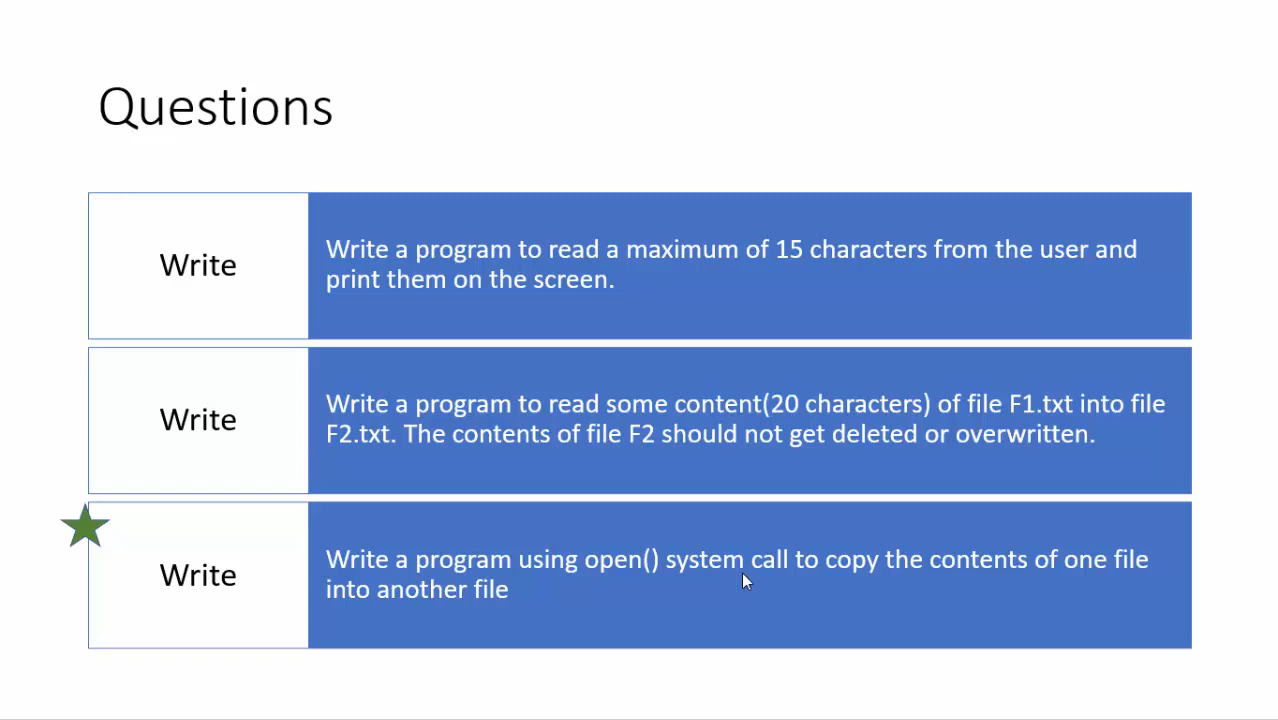 Questions
Write
Write a program to read a maximum of 15 characters from the user and
print them on the screen.
Write
Write a program to read some content(20 characters) of file F1.txt into file
F2.txt. The contents of file F2 should not get deleted or overwritten.
Write
Write a program using open() system call to copy the contents of one file
into another file